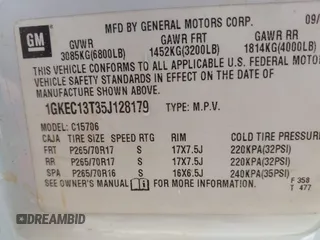 GM
MFD BY GENERAL MOTORS CORP. 09/
GVWR GAWR FRT GAWR RR
3085KG(6800LB) 1452KG(3200LB) 1814KG(4000LB)
VEHICLE CONFORMS TO ALL APPLICABLE U.S. FEDERAL MOTOR
VEHICLE SAFETY STANDARDS IN EFFECT ON THE DATE OF
MANUFACTURE SHOWN ABOVE.
1GKEC13T35J128179 TYPE: M.P.V.
MODEL: C15706
CAJA TIRE SIZE SPEED RTG RIM COLD TIRE PRESSURE
FRT P265/70R17 S 17X7.5J 220KPA(32PSI)
RR P265/70R17 S 17X7.5J 220KPA(32PSI)
SPA P265/70R16 S 16X6.5J 240KPA(35PSI)
SEE OWNER'S MANUAL FOR ADDITIONAL INFORMATION. F 358
T 477
© DREAMBID